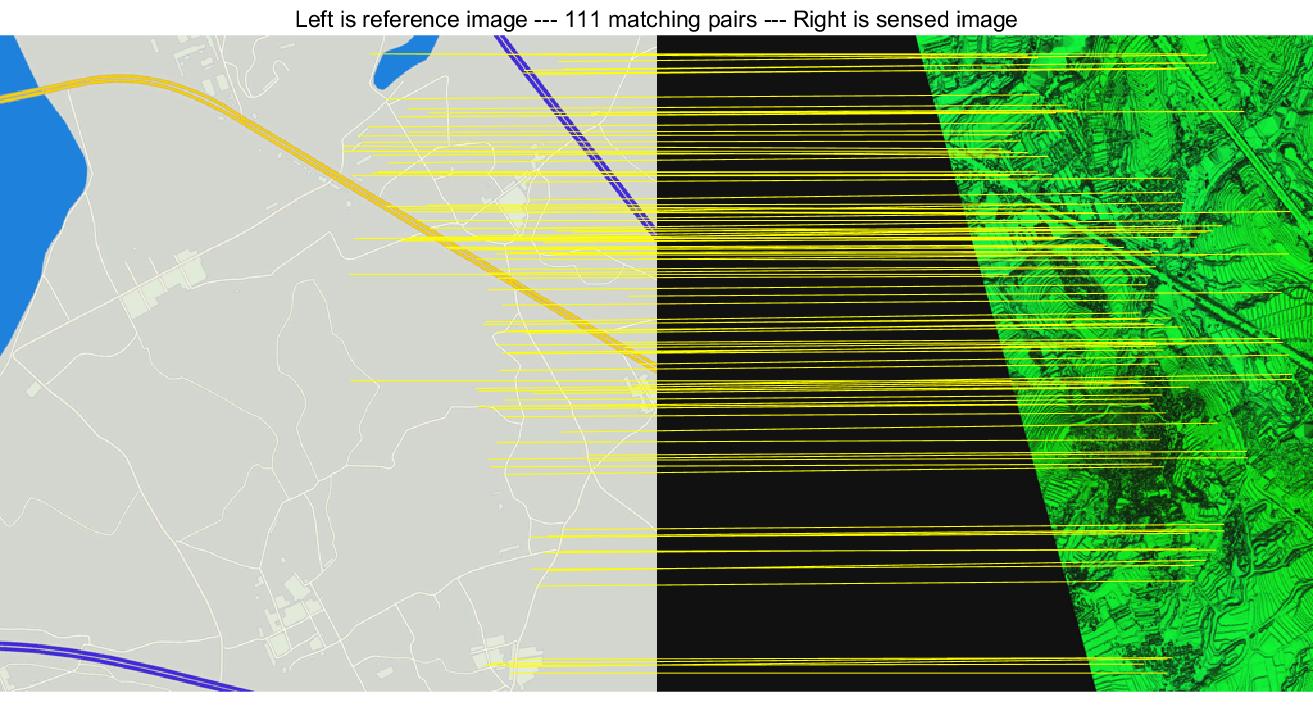 Left is reference image --- 111 matching pairs --- Right is sensed image